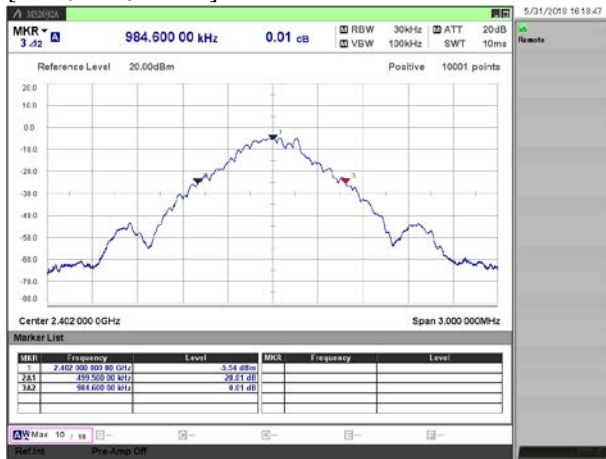 MS2692A
5/31/2018 16:18:47
MKR
3 Δ2
984.600 00 kHz
0.01 dB
RBW 30kHz
ATT 20dB
VBW 100kHz
SWT 10ms
Remote
Reference Level 20.00dBm
Positive 10001 points
20.0
10.0
0.0
-10.0
-20.0
-30.0
-40.0
-50.0
-60.0
-70.0
-80.0
1
3
Center 2.402 000 0GHz
Span 3.000 000MHz
Marker List
MKR Frequency Level MKR Frequency Level
1 2.402 000 000 00 GHz -5.54 dBm
2Δ1 -499.500 00 kHz -20.01 dB
3Δ2 984.600 00 kHz 0.01 dB
Max 10 / 10
Ref.Int Pre-Amp Off